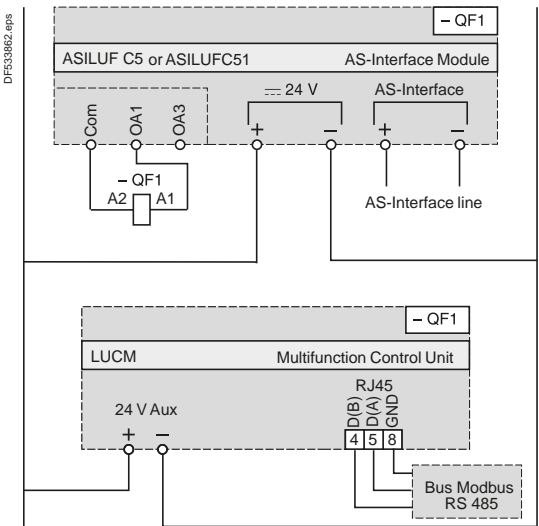 DF533862.eps
– QF1
ASILUF C5 or ASILUFC51 AS-Interface Module
Com OA1 OA3
24 V
AS-Interface
+ – + –
– QF1
A2 A1
AS-Interface line
– QF1
LUCM Multifunction Control Unit
RJ45
24 V Aux
D(B) D(A) GND
+ –
4 5 8
Bus Modbus
RS 485